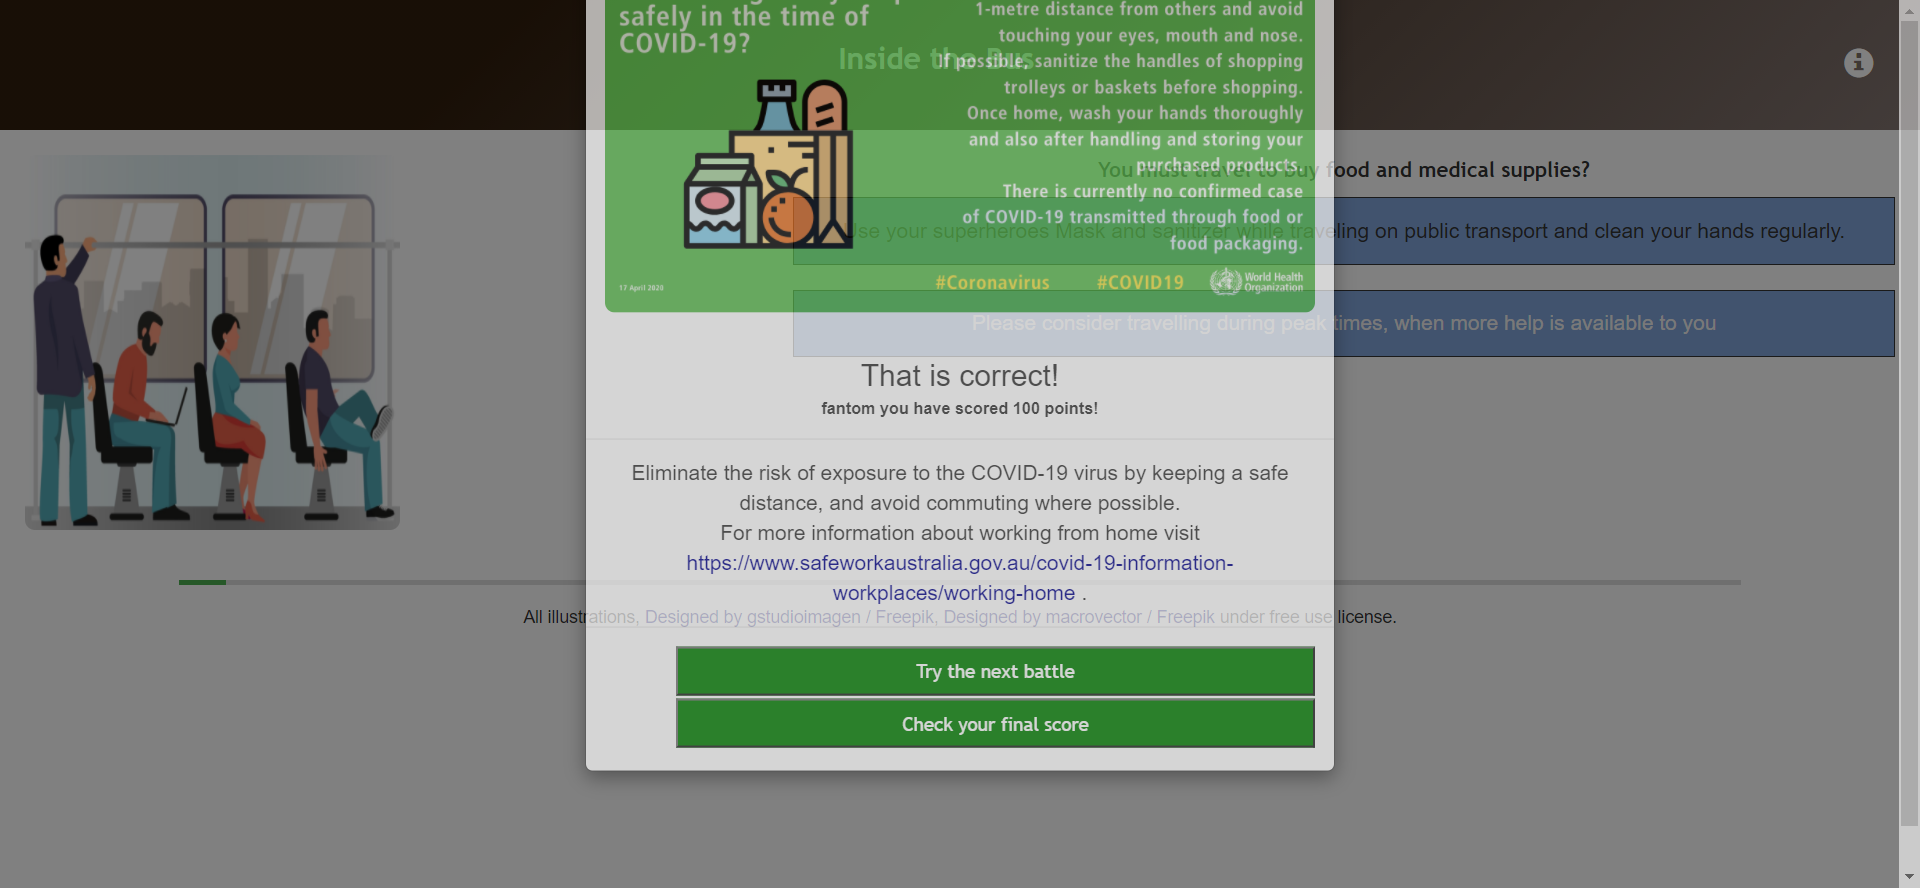 safely in the time of
COVID-19?
1-metre distance from others and avoid
touching your eyes, mouth and nose.
If possible, sanitize the handles of shopping
trolleys or baskets before shopping.
Once home, wash your hands thoroughly
and also after handling and storing your
purchased products.
There is currently no confirmed case
of COVID-19 transmitted through food or
food packaging.
17 April 2020
#Coronavirus #COVID19 World Health
Organization
Inside the Bus
You must travel to buy food and medical supplies?
Use your superheroes Mask and sanitizer while traveling on public transport and clean your hands regularly.
Please consider travelling during peak times, when more help is available to you
That is correct!
fantom you have scored 100 points!
Eliminate the risk of exposure to the COVID-19 virus by keeping a safe
distance, and avoid commuting where possible.
For more information about working from home visit
https://www.safeworkaustralia.gov.au/covid-19-information-
workplaces/working-home .
All illustrations, Designed by gstudioimagen / Freepik, Designed by macrovector / Freepik under free use license.
Try the next battle
Check your final score